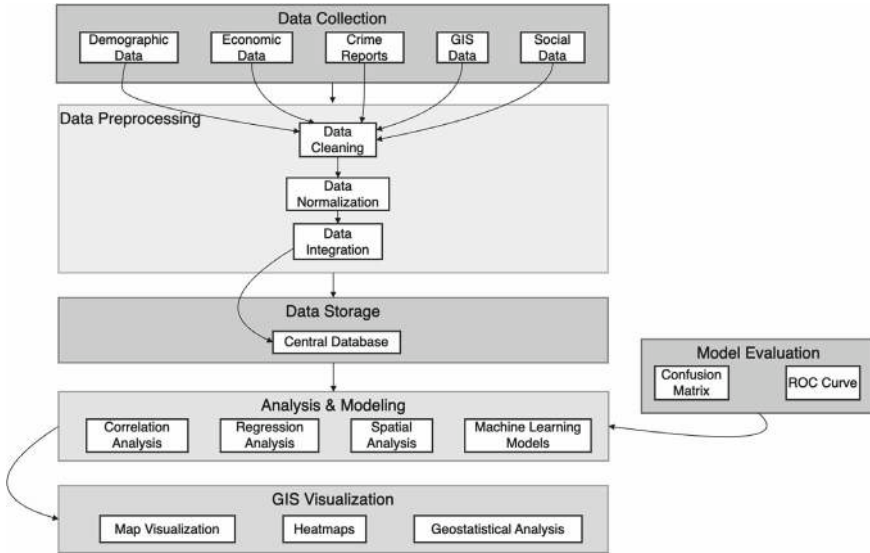 Data Collection
Demographic
Data
Economic
Data
Crime
Reports
GIS
Data
Social
Data
Data Preprocessing
Data
Cleaning
Data
Normalization
Data
Integration
Data Storage
Central Database
Model Evaluation
Confusion
Matrix
ROC Curve
Analysis & Modeling
Correlation
Analysis
Regression
Analysis
Spatial
Analysis
Machine Learning
Models
GIS Visualization
Map Visualization
Heatmaps
Geostatistical Analysis